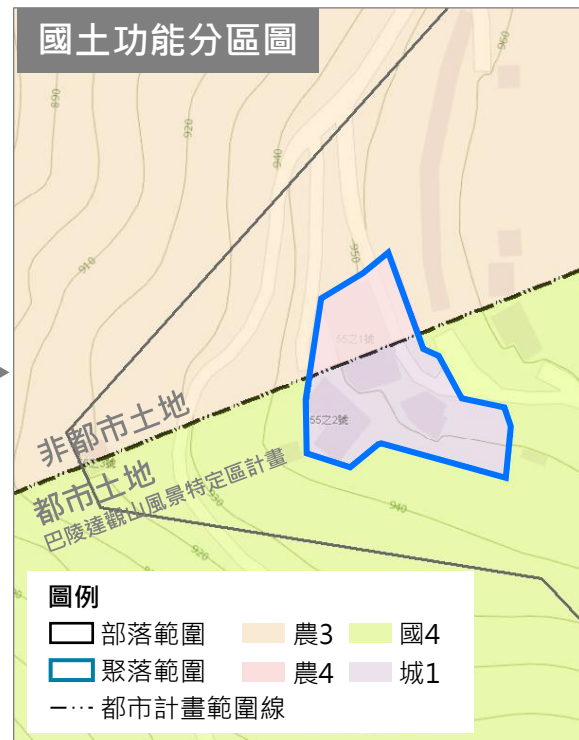 國土功能分區圖
960
890
920
940
910
950
55之1號
非都市土地
55之2號
都市土地
巴陵達觀山風景特定區計畫
930
940
920
圖例
部落範圍 農3 國4
聚落範圍 農4 城1
都市計畫範圍線